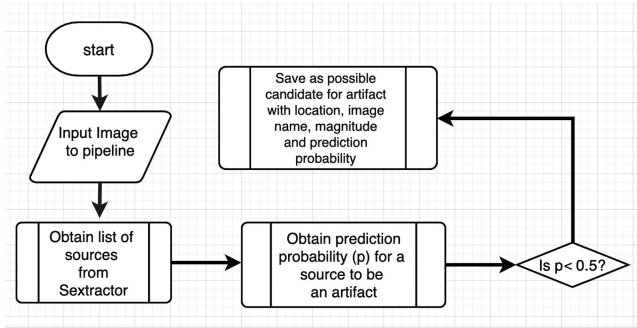 start
Input Image
to pipeline
Obtain list of
sources
from
Sextractor
Obtain prediction
probability (p) for a
source to be
an artifact
Is p< 0.5?
Save as possible
candidate for artifact
with location, image
name, magnitude
and prediction
probability